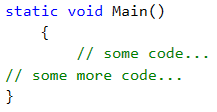 static void Main()
{
// some code...
// some more code...
}